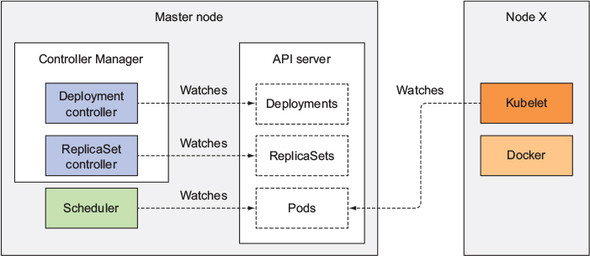 Master node
Node X
Controller Manager
API server
Deployment
controller
Watches
Deployments
Watches
Kubelet
ReplicaSet
controller
Watches
ReplicaSets
Docker
Scheduler
Watches
Pods